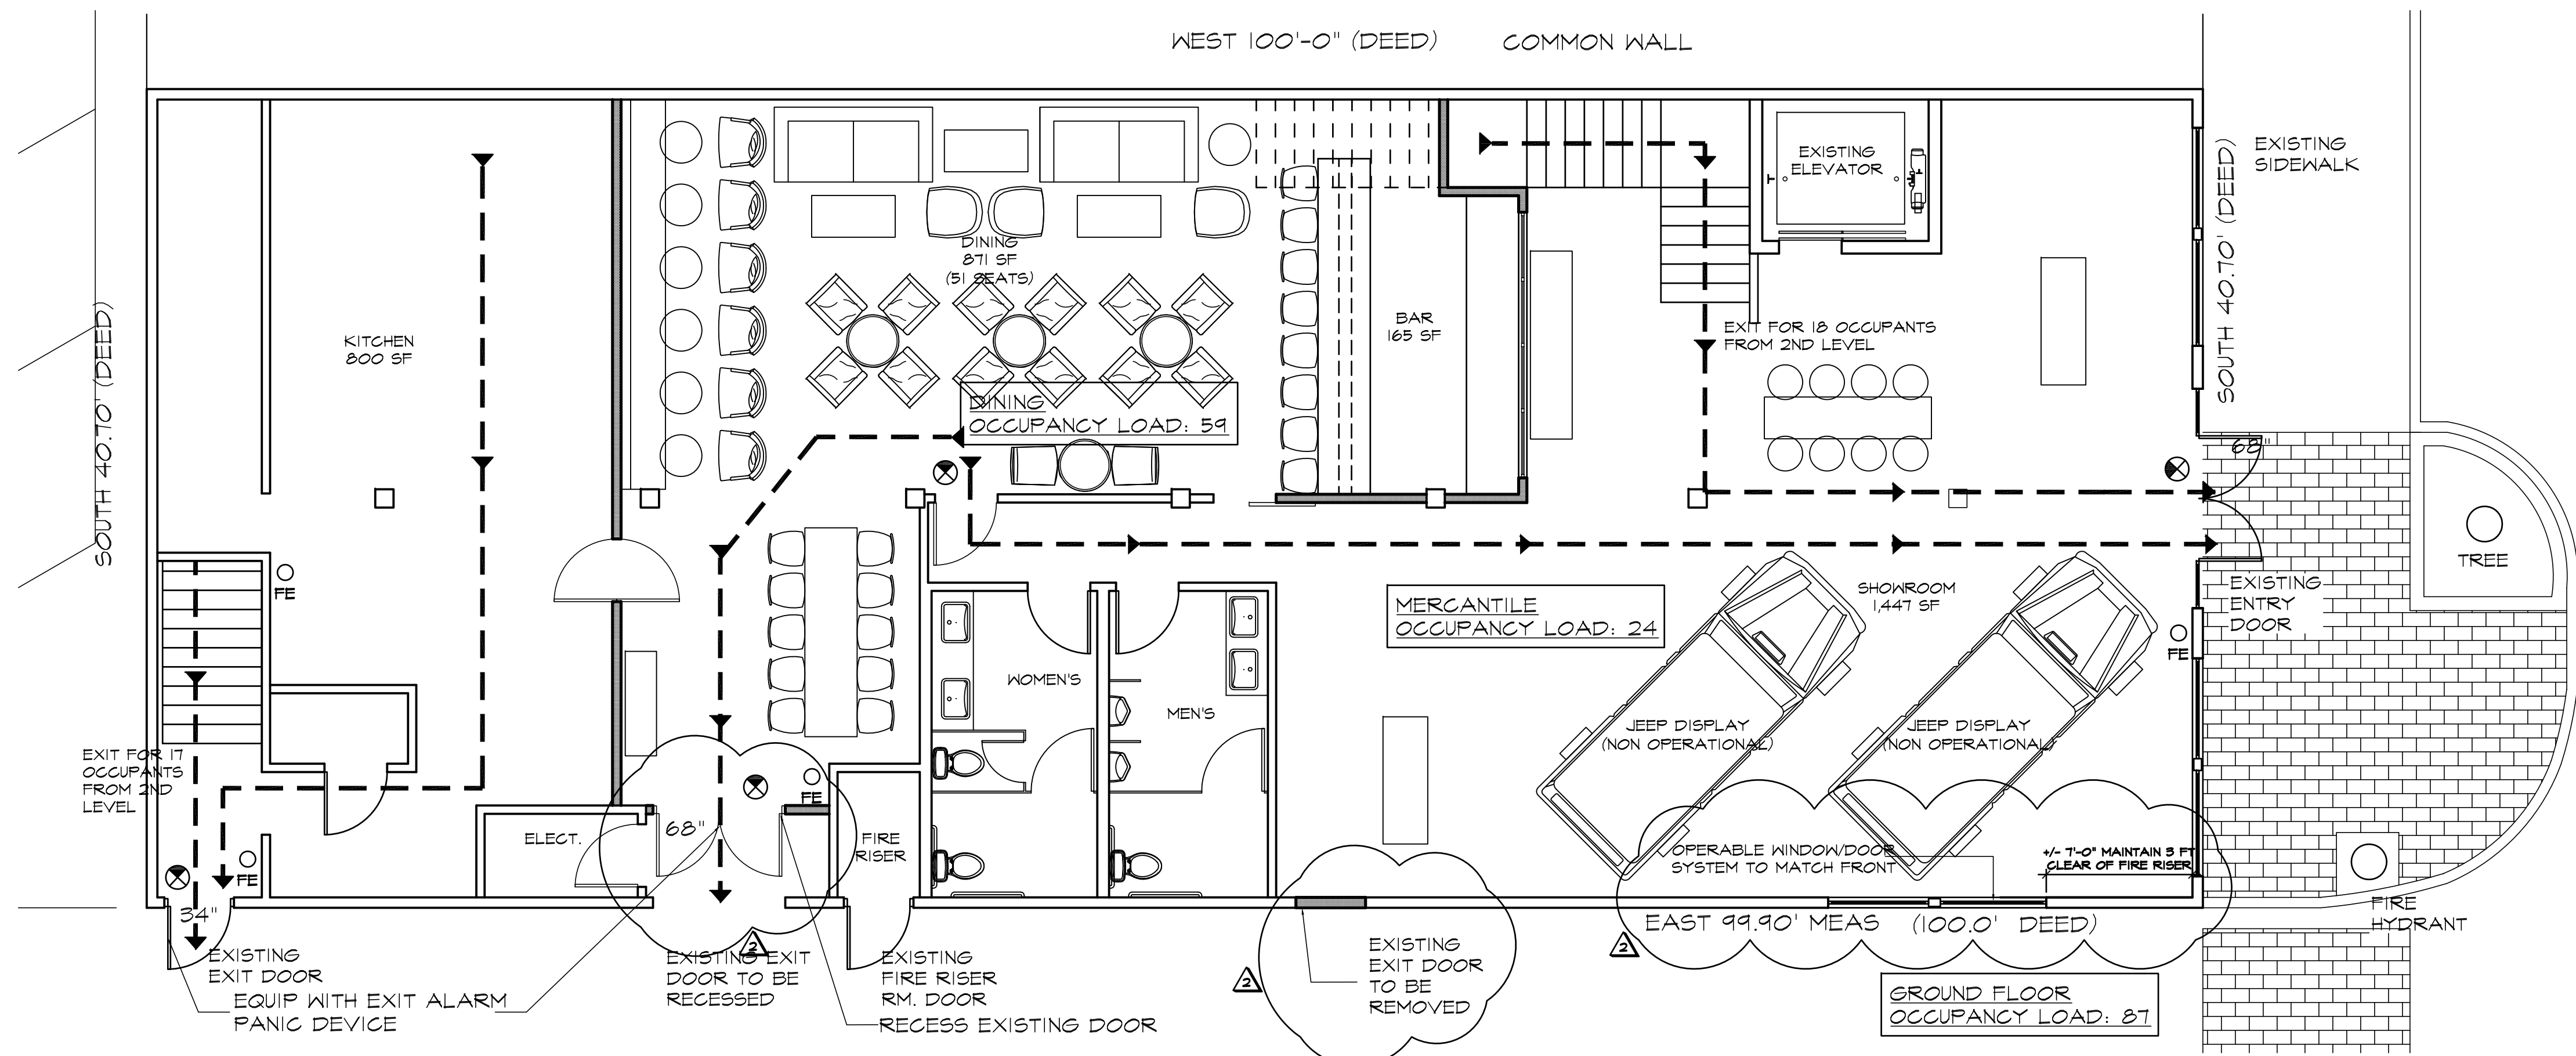 WEST 100'-0" (DEED)
COMMON WALL
SOUTH 40.70' (DEED)
KITCHEN
800 SF
DINING
871 SF
(51 SEATS)
DINING
OCCUPANCY LOAD: 59
BAR
165 SF
EXISTING
ELEVATOR
EXIT FOR 18 OCCUPANTS
FROM 2ND LEVEL
SOUTH 40.70' (DEED)
EXISTING
SIDEWALK
68"
TREE
EXISTING
ENTRY
DOOR
FE
FE
MERCANTILE
OCCUPANCY LOAD: 24
SHOWROOM
1,447 SF
WOMEN'S
MEN'S
JEEP DISPLAY
(NON OPERATIONAL)
JEEP DISPLAY
(NON OPERATIONAL)
EXIT FOR 17
OCCUPANTS
FROM 2ND
LEVEL
FE
FE
ELECT.
68"
FIRE
RISER
OPERABLE WINDOW/DOOR
SYSTEM TO MATCH FRONT
+/- 7'-0" MAINTAIN 3 FT
CLEAR OF FIRE RISER
34"
EAST 99.90' MEAS (100.0' DEED)
FIRE
HYDRANT
2
2
2
EXISTING
EXIT DOOR
EQUIP WITH EXIT ALARM
PANIC DEVICE
EXISTING EXIT
DOOR TO BE
RECESSED
EXISTING
FIRE RISER
RM. DOOR
RECESS EXISTING DOOR
EXISTING
EXIT DOOR
TO BE
REMOVED
GROUND FLOOR
OCCUPANCY LOAD: 87